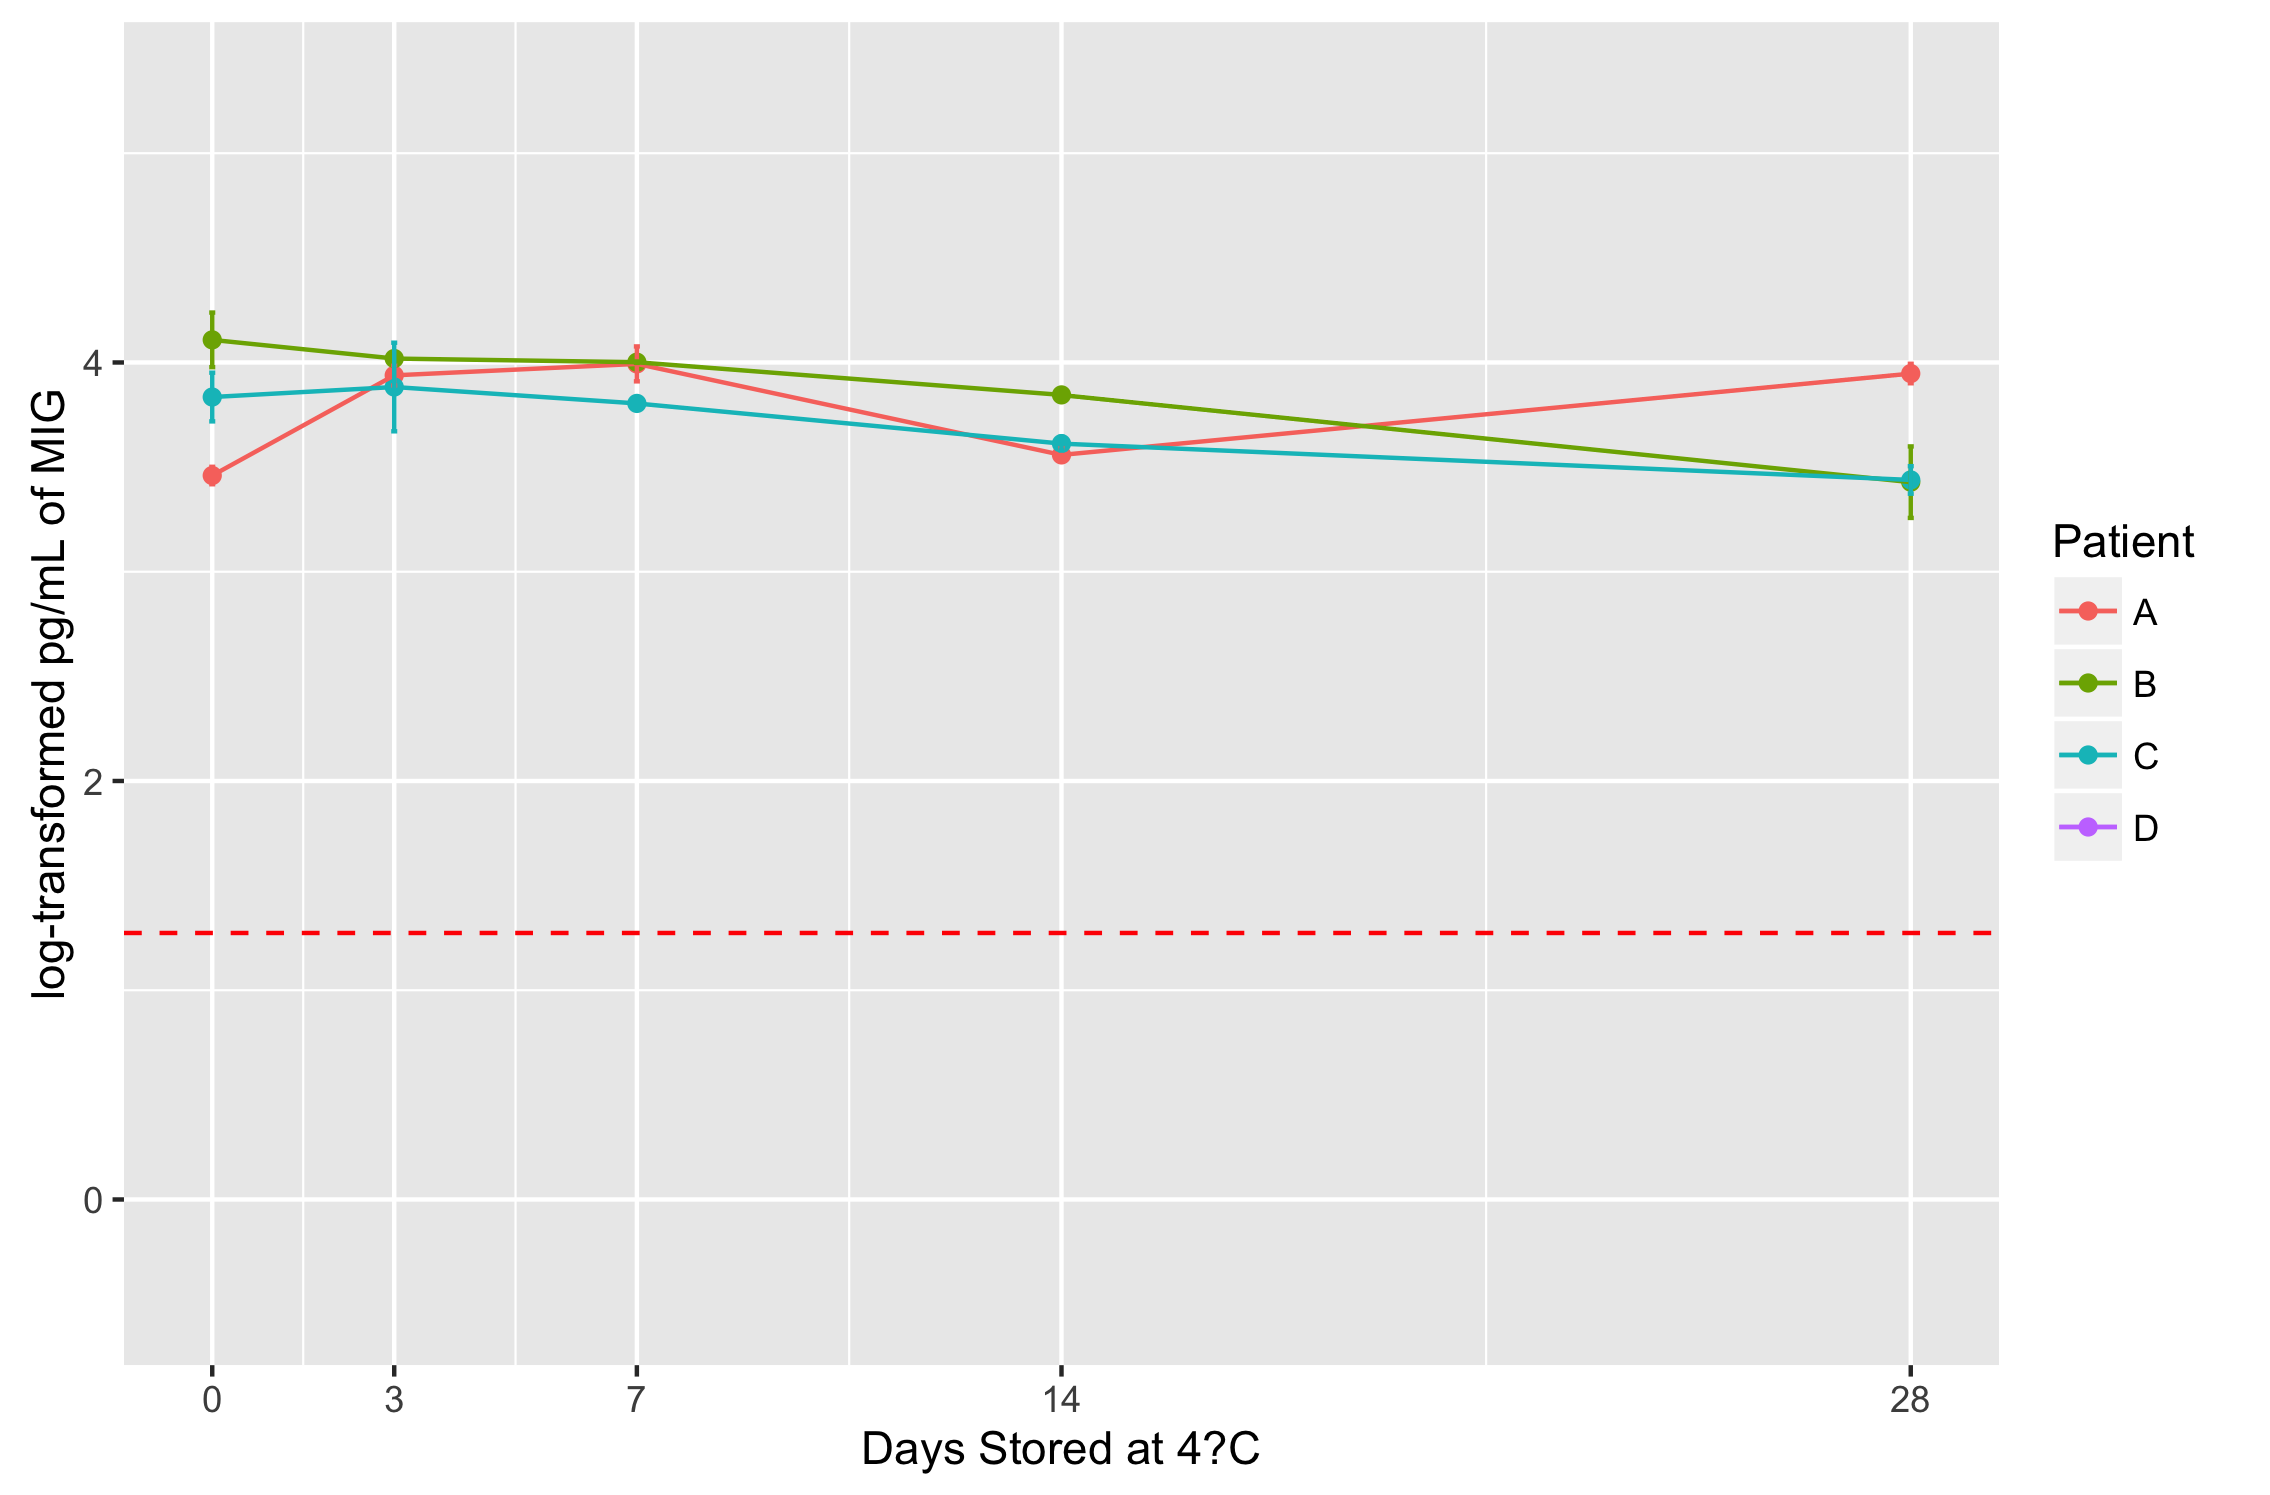 log-transformed pg/mL of MIG
4
2
0
0 3 7 14 28
Days Stored at 4?C
Patient
A
B
C
D